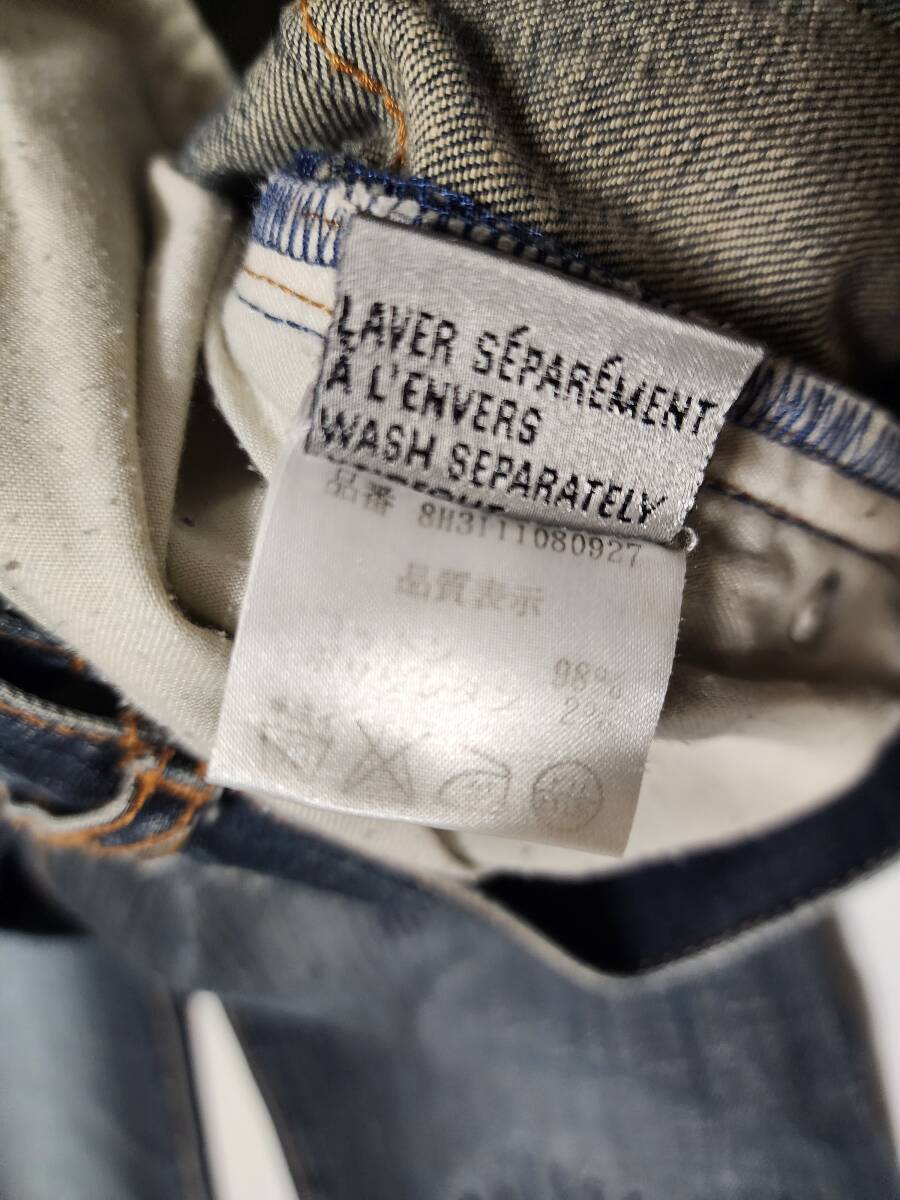 LAVER SÉPARÉMENT
À L'ENVERS
WASH SEPARATELY
品番 8H3111080927
品質表示
98%
2%